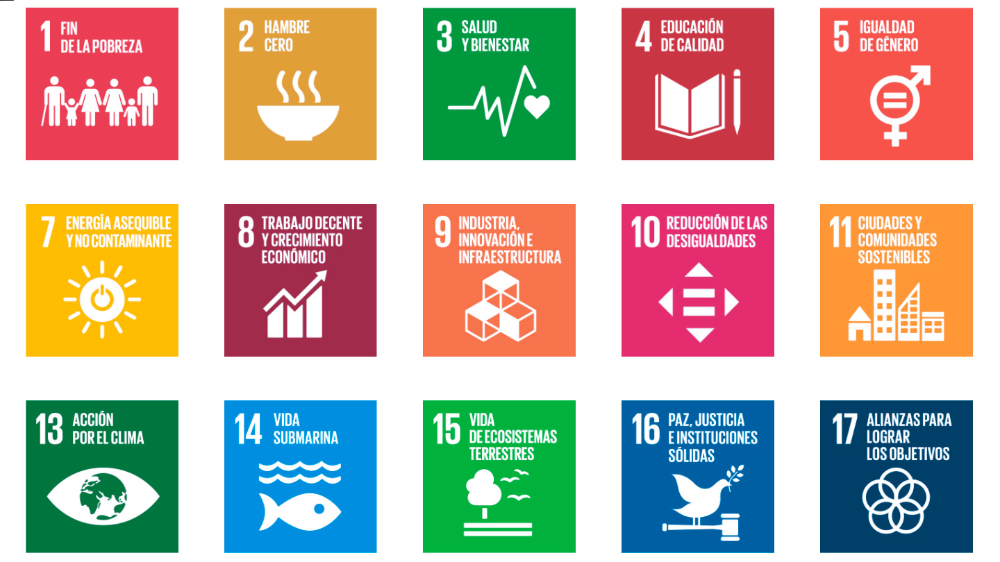 1 FIN
DE LA POBREZA
2 HAMBRE
CERO
3 SALUD
Y BIENESTAR
4 EDUCACIÓN
DE CALIDAD
5 IGUALDAD
DE GÉNERO
7 ENERGÍA ASEQUIBLE
Y NO CONTAMINANTE
8 TRABAJO DECENTE
Y CRECIMIENTO
ECONÓMICO
9 INDUSTRIA,
INNOVACIÓN E
INFRAESTRUCTURA
10 REDUCCIÓN DE LAS
DESIGUALDADES
11 CIUDADES Y
COMUNIDADES
SOSTENIBLES
13 ACCIÓN
POR EL CLIMA
14 VIDA
SUBMARINA
15 VIDA
DE ECOSISTEMAS
TERRESTRES
16 PAZ, JUSTICIA
E INSTITUCIONES
SÓLIDAS
17 ALIANZAS PARA
LOGRAR
LOS OBJETIVOS